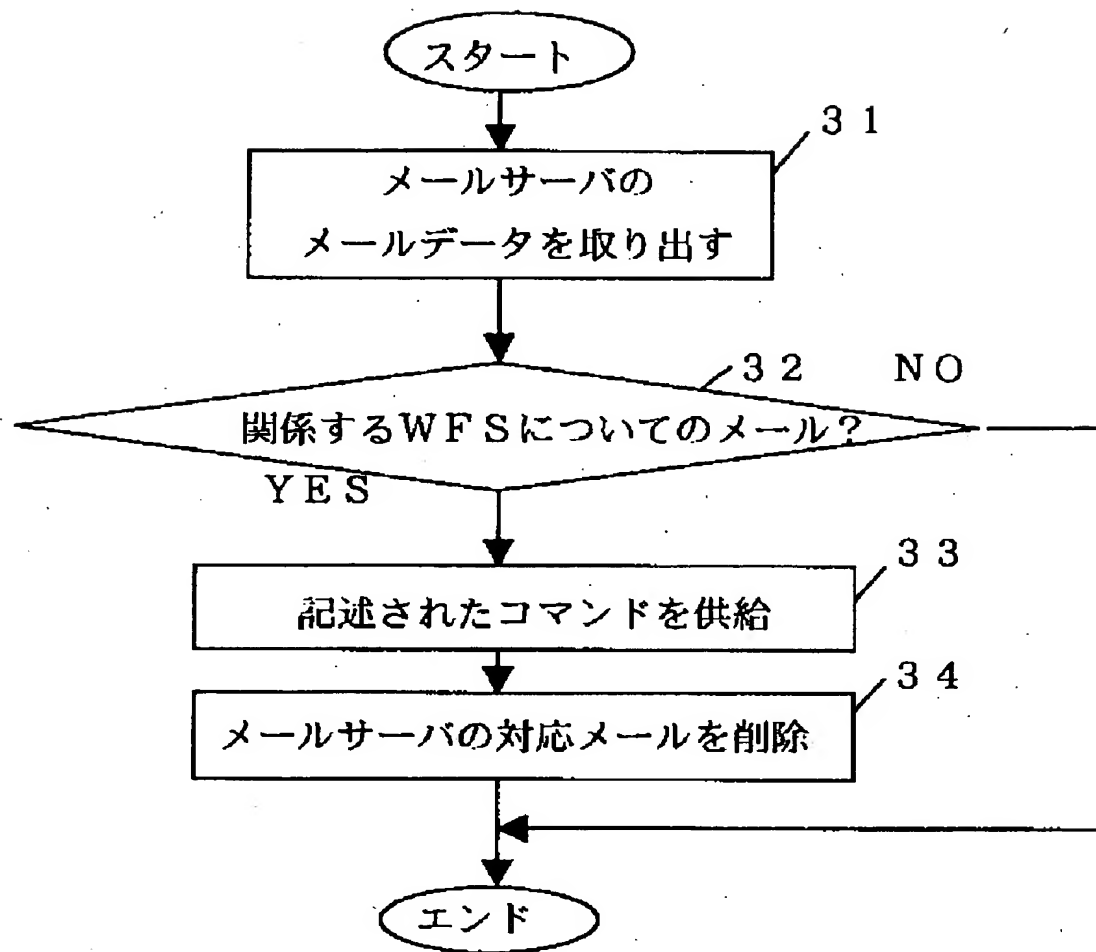 スタート
３１
メールサーバの
メールデータを取り出す
３２
ＮＯ
関係するＷＦＳについてのメール？
ＹＥＳ
３３
記述されたコマンドを供給
３４
メールサーバの対応メールを削除
エンド